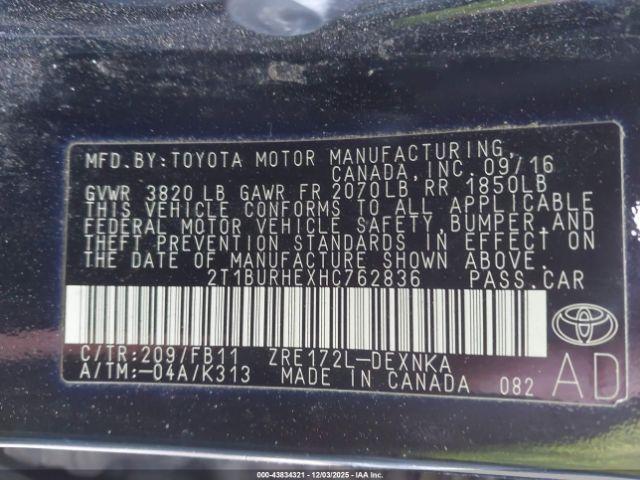 MFD.BY:TOYOTA MOTOR MANUFACTURING,
CANADA, INC. 09/16
GVWR 3820 LB GAWR FR 2070LB RR 1850LB
THIS VEHICLE CONFORMS TO ALL APPLICABLE
FEDERAL MOTOR VEHICLE SAFETY, BUMPER, AND
THEFT PREVENTION STANDARDS IN EFFECT ON
THE DATE OF MANUFACTURE SHOWN ABOVE.
2T1BURHEXHC762836 PASS.CAR
C/TR:209/FB11 ZRE172L-DEXNKA
A/TM:-04A/K313 MADE IN CANADA 082
AD
000-43834321 | 12/03/2025 | ©COPYRIGHT IAAI, INC.